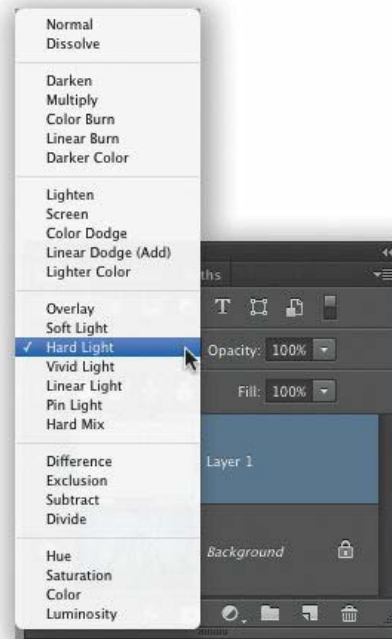 Normal
Dissolve
Darken
Multiply
Color Burn
Linear Burn
Darker Color
Lighten
Screen
Color Dodge
Linear Dodge (Add)
Lighter Color
Overlay
Soft Light
Hard Light
Vivid Light
Linear Light
Pin Light
Hard Mix
Difference
Exclusion
Subtract
Divide
Hue
Saturation
Color
Luminosity
ths
T
Opacity: 100%
Fill: 100%
Layer 1
Background